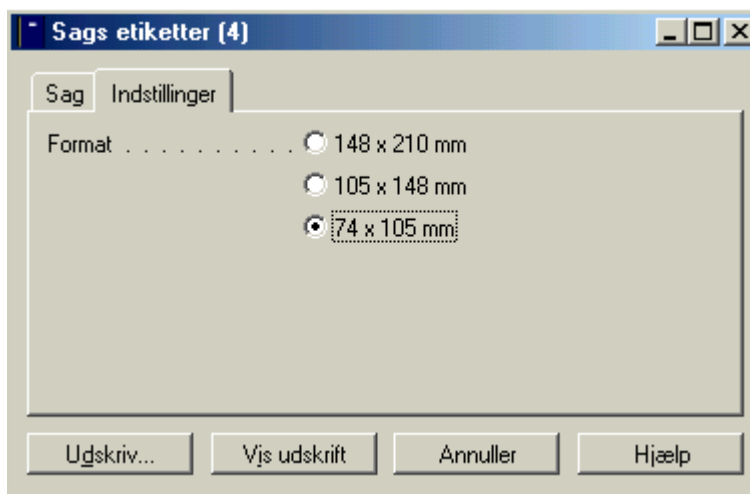 Sags etiketter (4)
Sag Indstillinger
Format . . . . . . . . . . 148 x 210 mm
105 x 148 mm
74 x 105 mm
Udskriv... Vis udskrift Annuller Hjælp